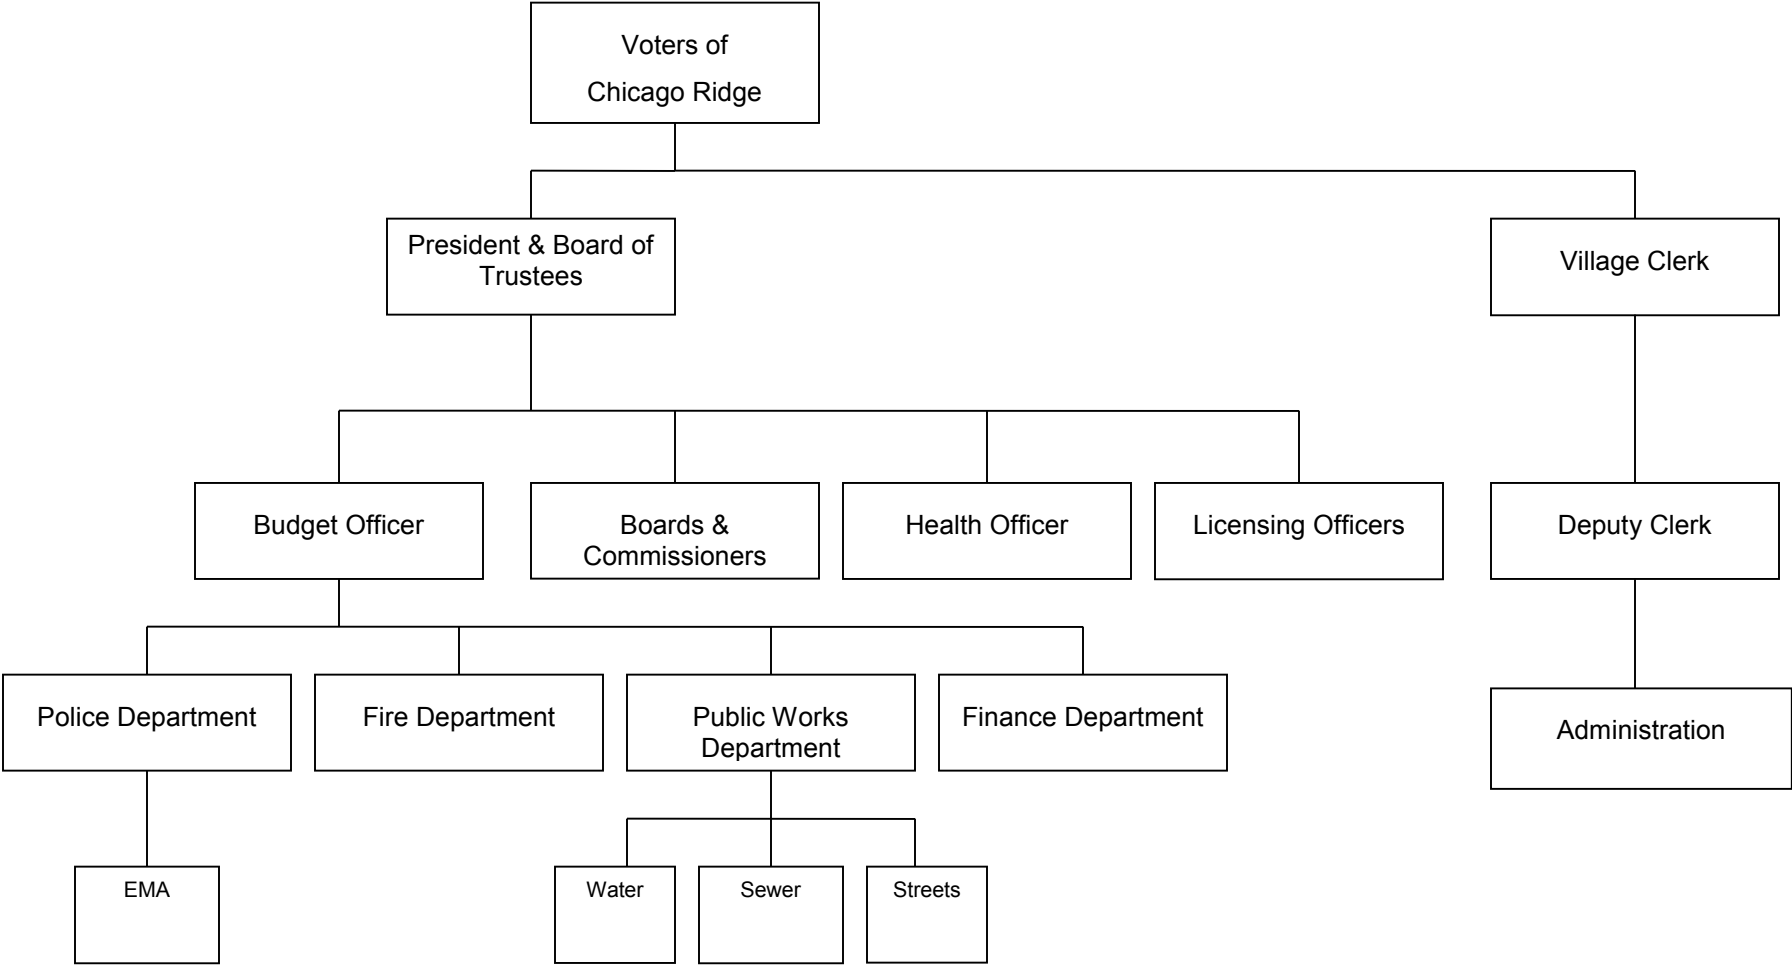 Voters of
Chicago Ridge
President & Board of
Trustees
Village Clerk
Budget Officer
Boards &
Commissioners
Health Officer
Licensing Officers
Deputy Clerk
Police Department
Fire Department
Public Works
Department
Finance Department
Administration
EMA
Water
Sewer
Streets